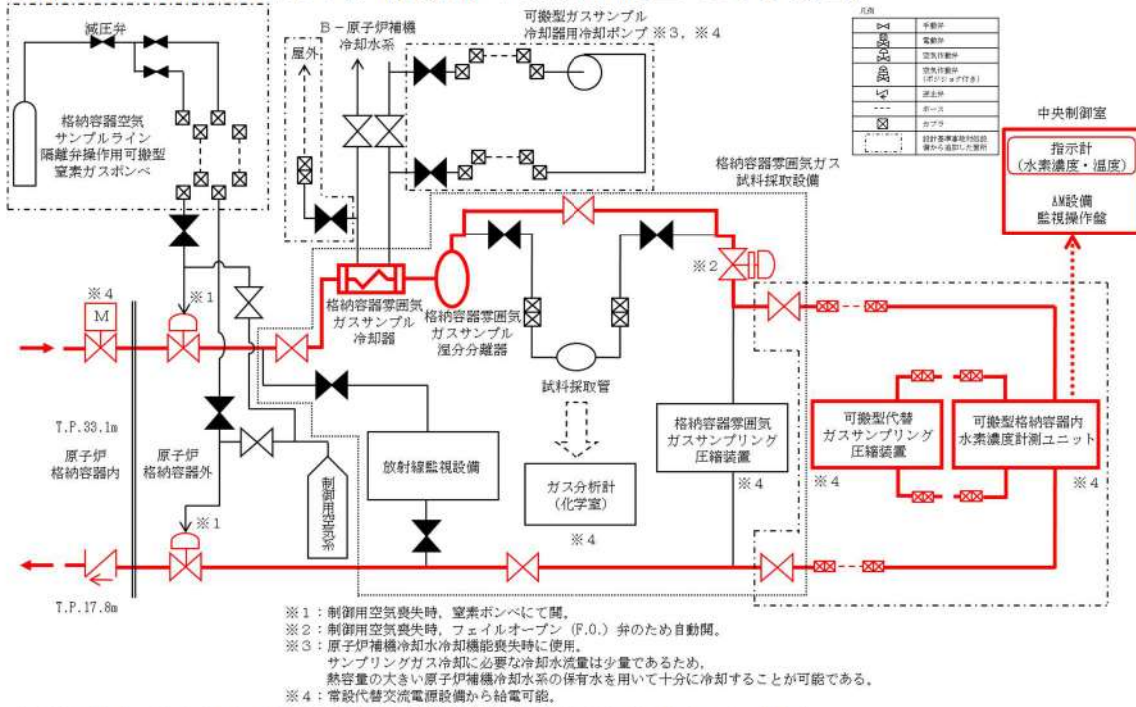 減圧弁
格納容器空気
サンプルライン
隔離弁操作用可搬型
窒素ガスボンベ
屋外
B－原子炉補機
冷却水系
可搬型ガスサンプル
冷却器用冷却ポンプ ※3，※4
凡例
手動弁
電動弁
空気作動弁
空気作動弁
(ポジショナ付き)
逆止弁
ホース
カプラ
設計基準事故対処設
備から追加した箇所
中央制御室
指示計
(水素濃度・温度)
AM設備
監視操作盤
格納容器雰囲気ガス
試料採取設備
※2
※4
M
※1
格納容器雰囲気
ガスサンプル
冷却器
格納容器雰囲気
ガスサンプル
湿分分離器
試料採取管
T.P.33.1m
原子炉
格納容器内
原子炉
格納容器外
制御用空気系
放射線監視設備
ガス分析計
(化学室)
※4
格納容器雰囲気
ガスサンプリング
圧縮装置
※4
可搬型代替
ガスサンプリング
圧縮装置
※4
可搬型格納容器内
水素濃度計測ユニット
※4
※1
T.P.17.8m
※1：制御用空気喪失時，窒素ボンベにて開。
※2：制御用空気喪失時，フェイルオープン (F.O.) 弁のため自動開。
※3：原子炉補機冷却水冷却機能喪失時に使用。
サンプリングガス冷却に必要な冷却水流量は少量であるため，
熱容量の大きい原子炉補機冷却水系の保有水を用いて十分に冷却することが可能である。
※4：常設代替交流電源設備から給電可能。